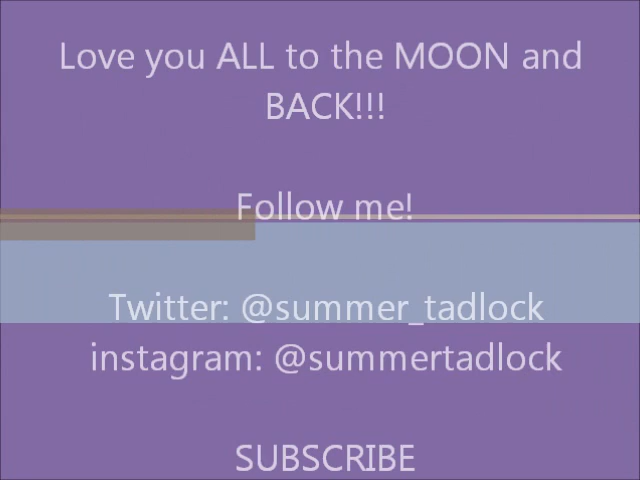 Love you ALL to the MOON and
BACK!!!
Follow me!
Twitter: @summer_tadlock
instagram: @summertadlock
SUBSCRIBE